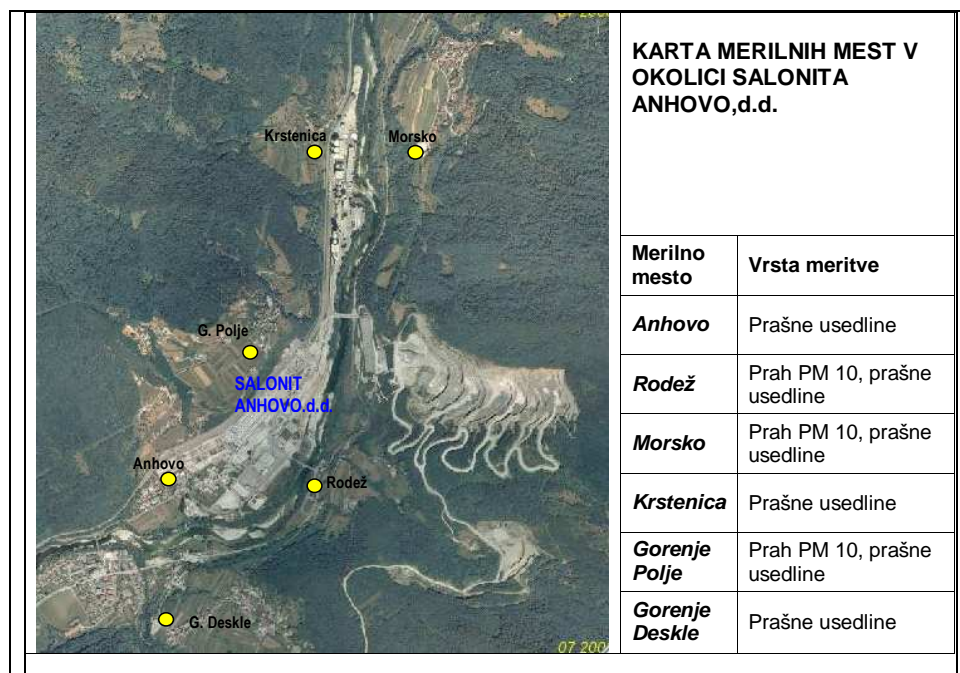 KARTA MERILNIH MEST V
OKOLICI SALONITA
ANHOVO,d.d.
Krstenica
Morsko
G. Polje
SALONIT
ANHOVO.d.d.
Anhovo
Rodež
G. Deskle
Merilno
mesto
Vrsta meritve
Anhovo
Prašne usedline
Rodež
Prah PM 10, prašne
usedline
Morsko
Prah PM 10, prašne
usedline
Krstenica
Prašne usedline
Gorenje
Polje
Prah PM 10, prašne
usedline
Gorenje
Deskle
Prašne usedline